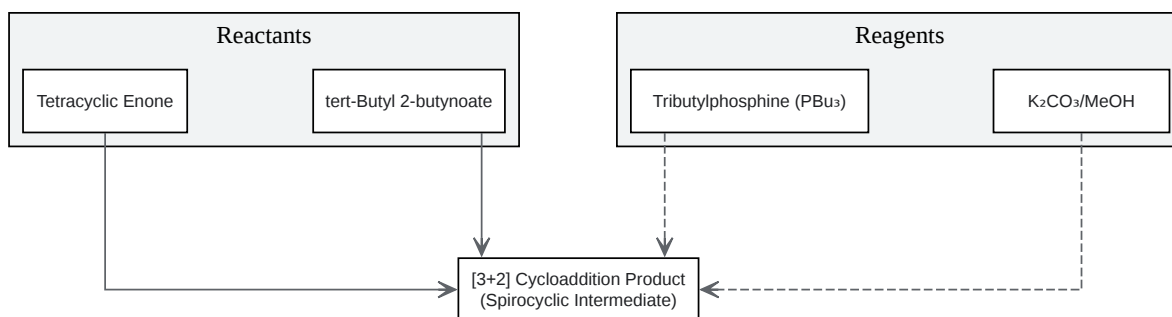 Reactants
Reagents
Tetracyclic Enone
tert-Butyl 2-butynoate
Tributylphosphine (PBu₃)
K₂CO₃/MeOH
[3+2] Cycloaddition Product
(Spirocyclic Intermediate)